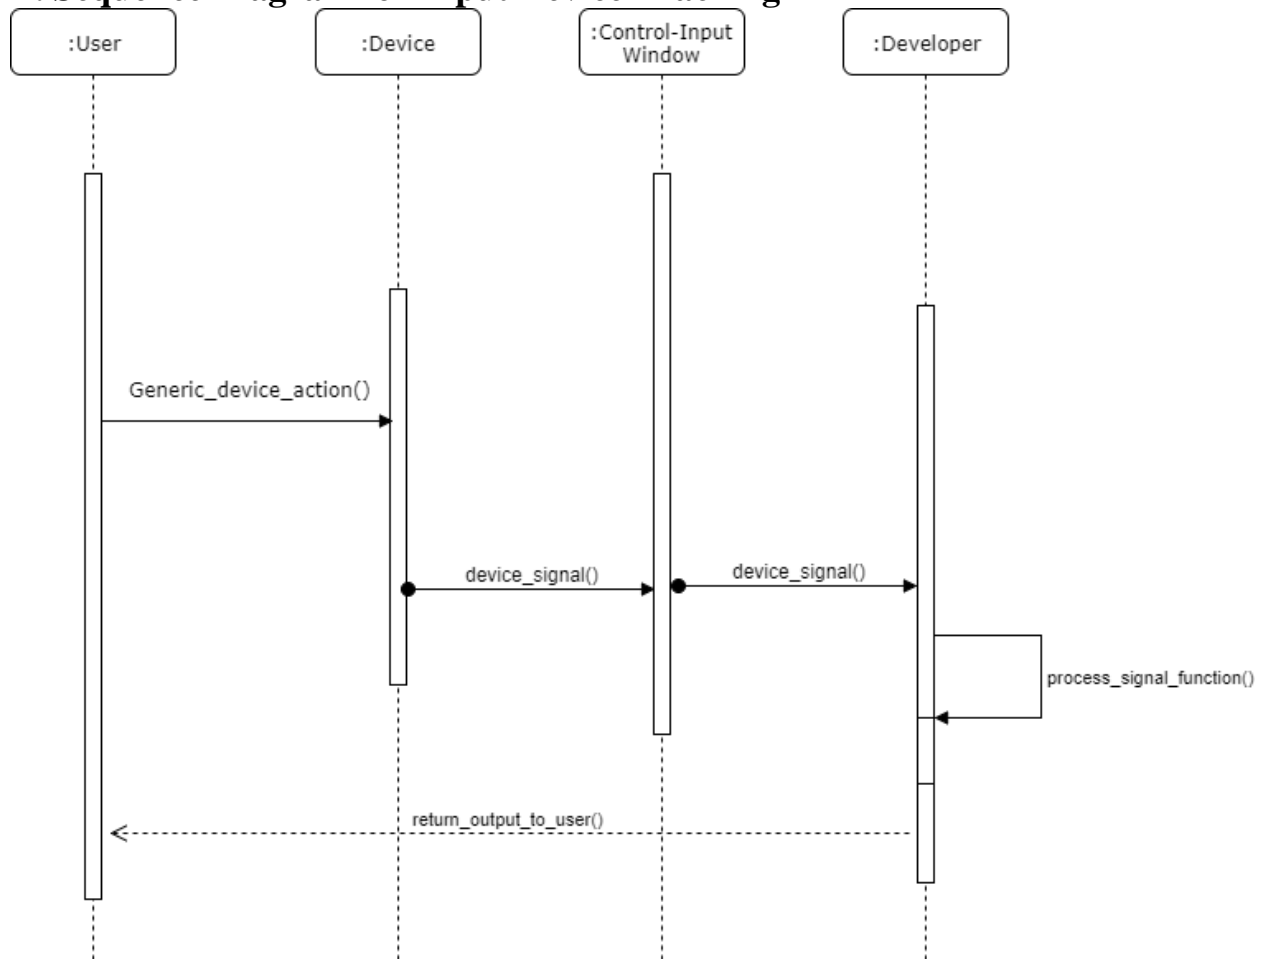 :User
:Device
:Control-Input
Window
:Developer
Generic_device_action()
device_signal()
device_signal()
process_signal_function()
return_output_to_user()